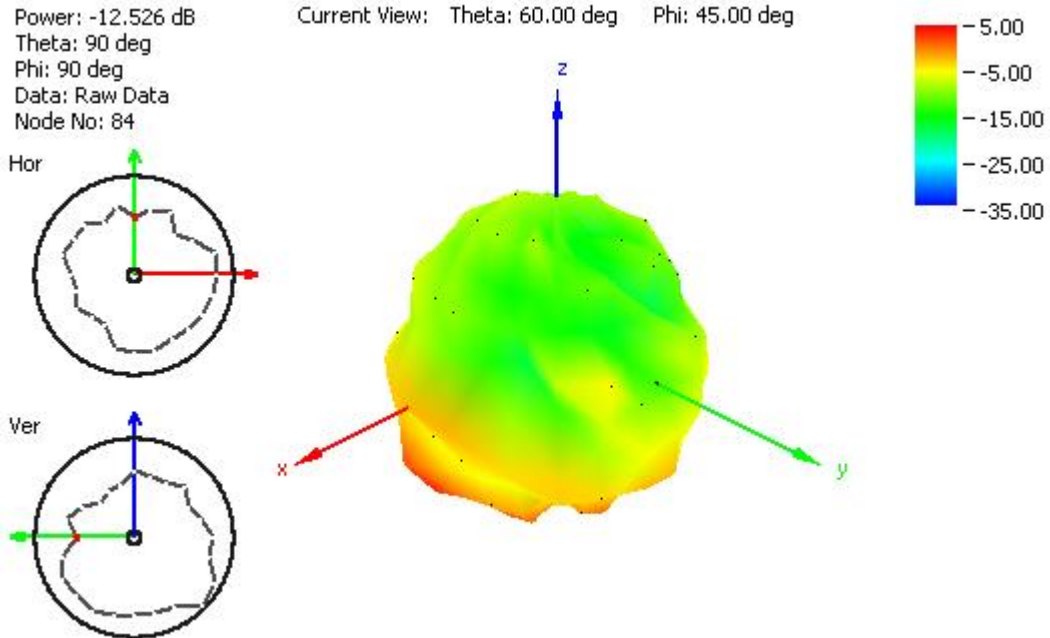 Power: -12.526 dB
Theta: 90 deg
Phi: 90 deg
Data: Raw Data
Node No: 84
Current View: Theta: 60.00 deg Phi: 45.00 deg
5.00
-5.00
-15.00
-25.00
-35.00
Hor
Ver
z
x
y